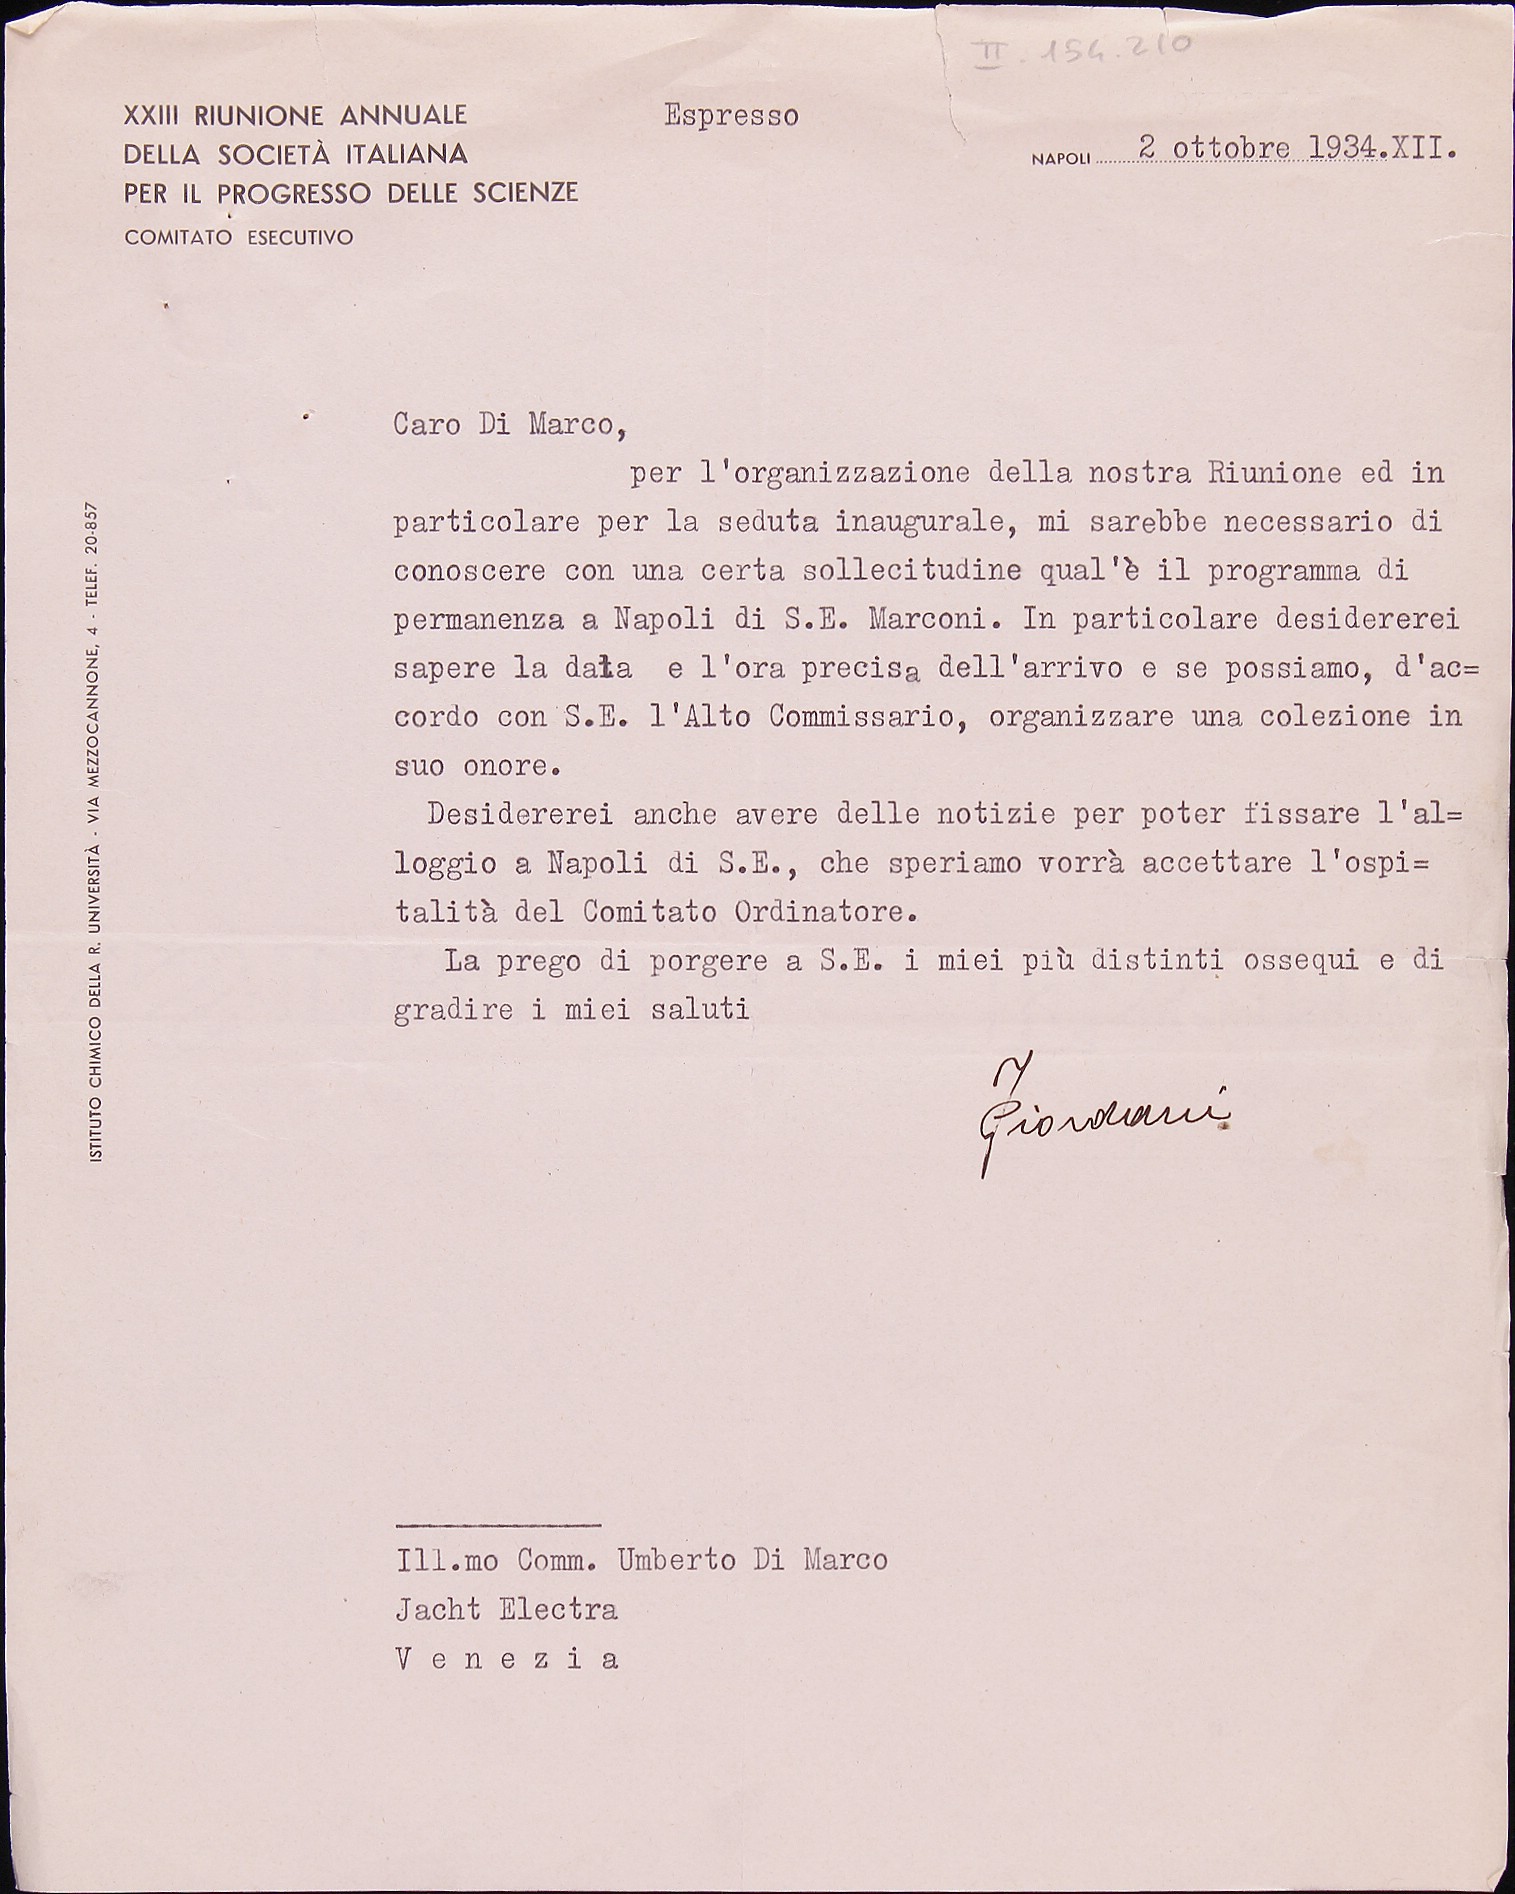 II. 154.210
XXIII RIUNIONE ANNUALE
DELLA SOCIETÀ ITALIANA
PER IL PROGRESSO DELLE SCIENZE
COMITATO ESECUTIVO
Espresso
NAPOLI 2 ottobre 1934.XII.
ISTITUTO CHIMICO DELLA R. UNIVERSITÀ - VIA MEZZOCANNONE, 4 - TELEF. 20-857
Caro Di Marco,
per l'organizzazione della nostra Riunione ed in
particolare per la seduta inaugurale, mi sarebbe necessario di
conoscere con una certa sollecitudine qual'è il programma di
permanenza a Napoli di S.E. Marconi. In particolare desidererei
sapere la data e l'ora precisa dell'arrivo e se possiamo, d'ac=
cordo con S.E. l'Alto Commissario, organizzare una colezione in
suo onore.
Desidererei anche avere delle notizie per poter fissare l'al=
loggio a Napoli di S.E., che speriamo vorrà accettare l'ospi=
talità del Comitato Ordinatore.
La prego di porgere a S.E. i miei più distinti ossequi e di
gradire i miei saluti
Giordani
Ill.mo Comm. Umberto Di Marco
Jacht Electra
V e n e z i a